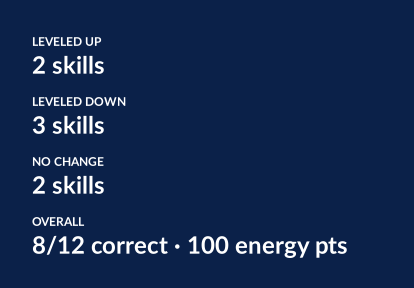 LEVELED UP
2 skills
LEVELED DOWN
3 skills
NO CHANGE
2 skills
OVERALL
8/12 correct · 100 energy pts